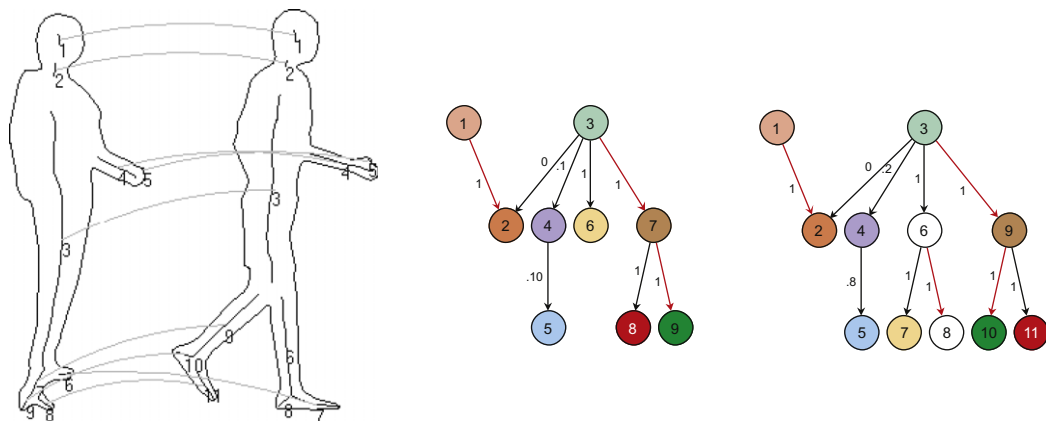 1 1
2 2
4 5 4 5
3 3
6 9 6
10
9 8 11 8 7
1 3
0 .1 1 1 1
2 4 6 7
.10 1 1
5 8 9
1 3
0 .2 1 1 1
2 4 6 9
.8 1 1 1 1
5 7 8 10 11